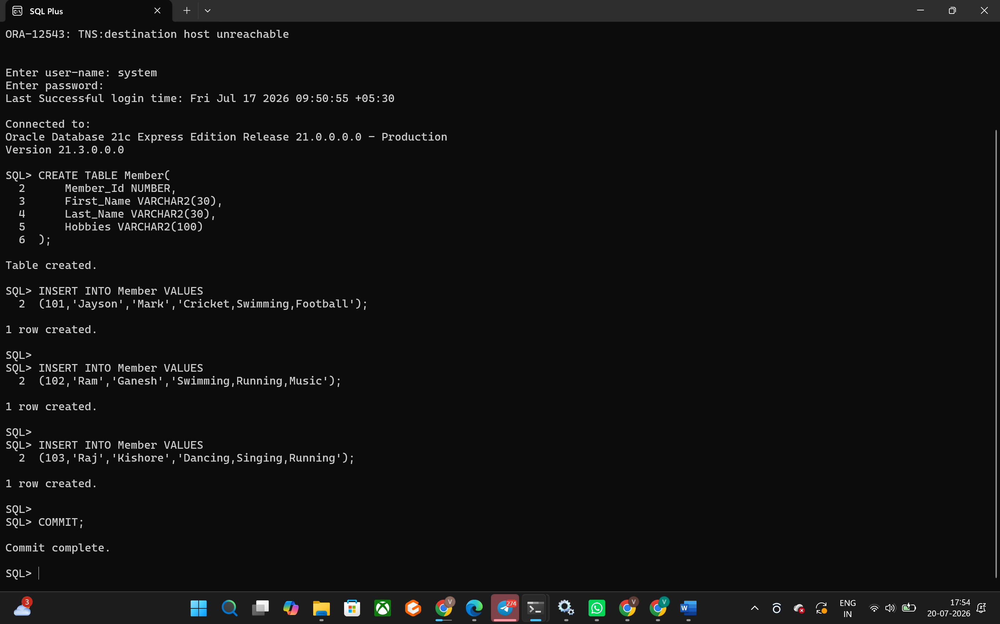 SQL Plus
ORA-12543: TNS:destination host unreachable
Enter user-name: system
Enter password:
Last Successful login time: Fri Jul 17 2026 09:50:55 +05:30
Connected to:
Oracle Database 21c Express Edition Release 21.0.0.0.0 - Production
Version 21.3.0.0.0
SQL> CREATE TABLE Member(
  2      Member_Id NUMBER,
  3      First_Name VARCHAR2(30),
  4      Last_Name VARCHAR2(30),
  5      Hobbies VARCHAR2(100)
  6  );
Table created.
SQL> INSERT INTO Member VALUES
  2  (101,'Jayson','Mark','Cricket,Swimming,Football');
1 row created.
SQL>
SQL> INSERT INTO Member VALUES
  2  (102,'Ram','Ganesh','Swimming,Running,Music');
1 row created.
SQL>
SQL> INSERT INTO Member VALUES
  2  (103,'Raj','Kishore','Dancing,Singing,Running');
1 row created.
SQL>
SQL> COMMIT;
Commit complete.
SQL>
3
V
274
V
V
W
ENG
IN
17:54
20-07-2026